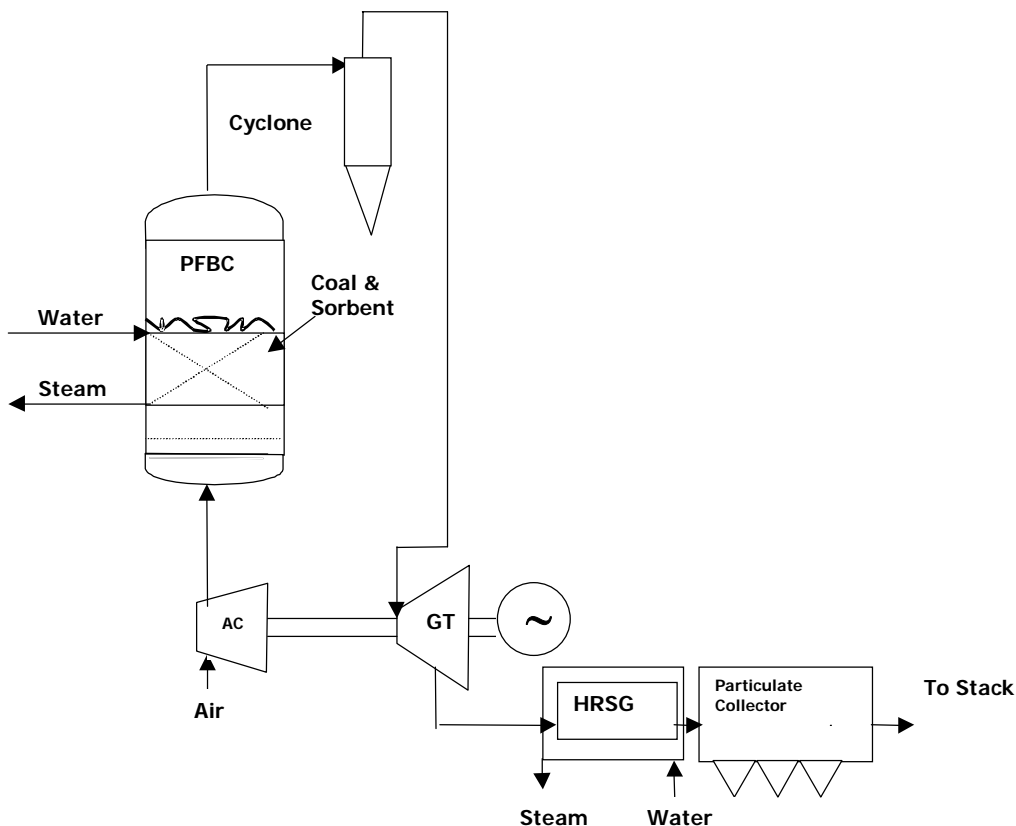 Cyclone
PFBC
Coal &
Sorbent
Water
Steam
AC
GT
~
Air
HRSG
Particulate
Collector
To Stack
Steam
Water